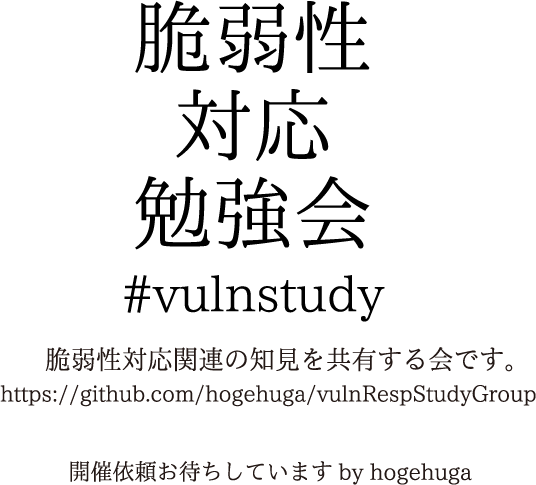 脆弱性
対応
勉強会
#vulnstudy
脆弱性対応関連の知見を共有する会です。
https://github.com/hogehuga/vulnRespStudyGroup
開催依頼お待ちしています by hogehuga